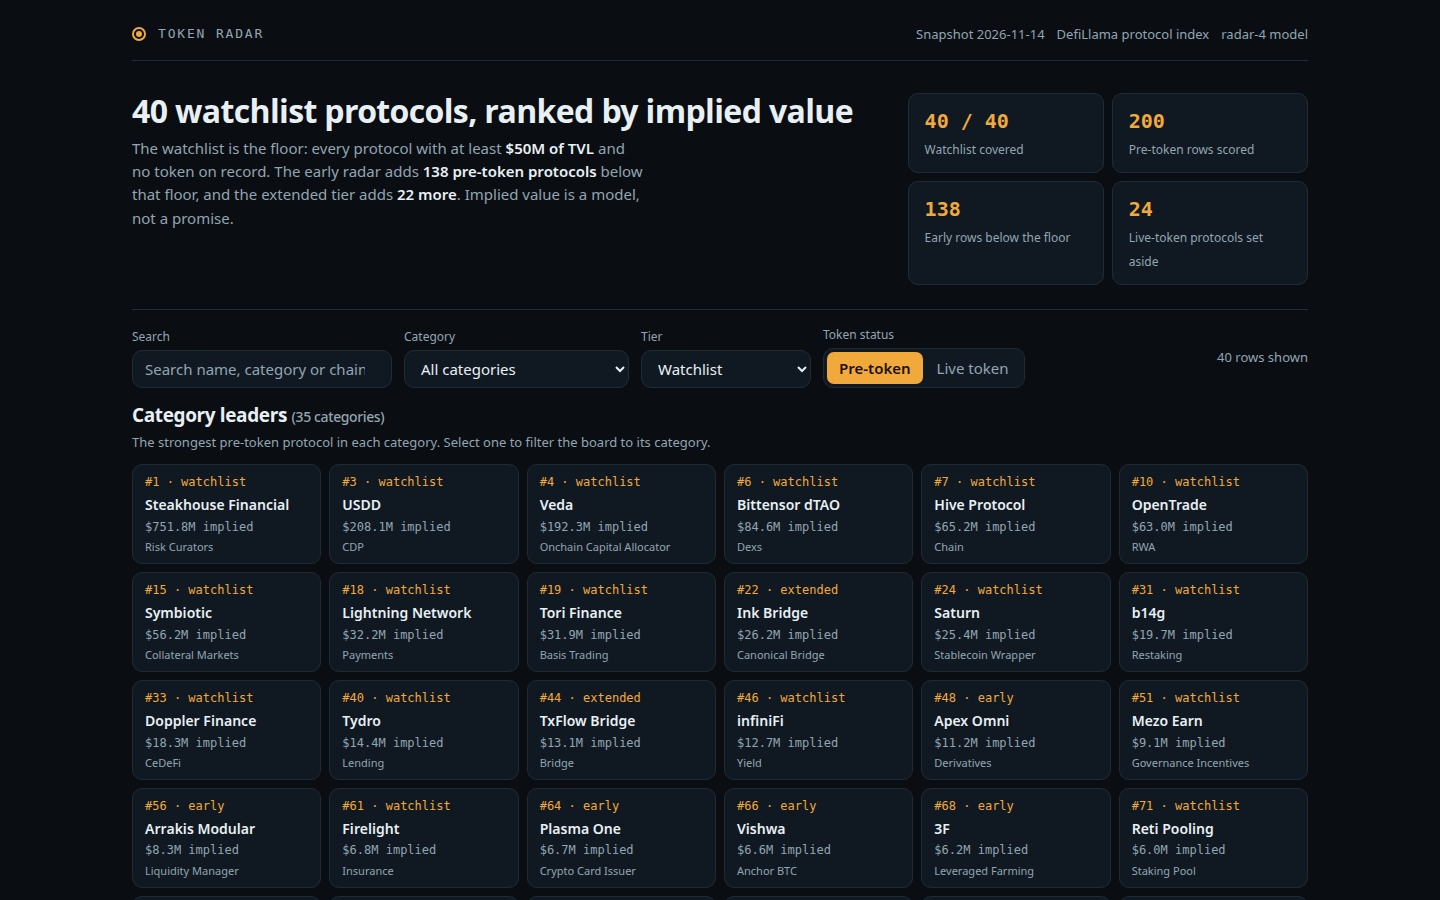 TOKEN RADAR
Snapshot 2026-11-14 DefiLlama protocol index radar-4 model
40 watchlist protocols, ranked by implied value
The watchlist is the floor: every protocol with at least $50M of TVL and
no token on record. The early radar adds 138 pre-token protocols below
that floor, and the extended tier adds 22 more. Implied value is a model,
not a promise.
40 / 40
Watchlist covered
200
Pre-token rows scored
138
Early rows below the floor
24
Live-token protocols set
aside
Search
Category
Tier
Token status
Search name, category or chain
All categories
Watchlist
Pre-token
Live token
40 rows shown
Category leaders (35 categories)
The strongest pre-token protocol in each category. Select one to filter the board to its category.
#1 · watchlist
Steakhouse Financial
$751.8M implied
Risk Curators
#3 · watchlist
USDD
$208.1M implied
CDP
#4 · watchlist
Veda
$192.3M implied
Onchain Capital Allocator
#6 · watchlist
Bittensor dTAO
$84.6M implied
Dexs
#7 · watchlist
Hive Protocol
$65.2M implied
Chain
#10 · watchlist
OpenTrade
$63.0M implied
RWA
#15 · watchlist
Symbiotic
$56.2M implied
Collateral Markets
#18 · watchlist
Lightning Network
$32.2M implied
Payments
#19 · watchlist
Tori Finance
$31.9M implied
Basis Trading
#22 · extended
Ink Bridge
$26.2M implied
Canonical Bridge
#24 · watchlist
Saturn
$25.4M implied
Stablecoin Wrapper
#31 · watchlist
b14g
$19.7M implied
Restaking
#33 · watchlist
Doppler Finance
$18.3M implied
CeDeFi
#40 · watchlist
Tydro
$14.4M implied
Lending
#44 · extended
TxFlow Bridge
$13.1M implied
Bridge
#46 · watchlist
infiniFi
$12.7M implied
Yield
#48 · early
Apex Omni
$11.2M implied
Derivatives
#51 · watchlist
Mezo Earn
$9.1M implied
Governance Incentives
#56 · early
Arrakis Modular
$8.3M implied
Liquidity Manager
#61 · watchlist
Firelight
$6.8M implied
Insurance
#64 · early
Plasma One
$6.7M implied
Crypto Card Issuer
#66 · early
Vishwa
$6.6M implied
Anchor BTC
#68 · early
3F
$6.2M implied
Leveraged Farming
#71 · watchlist
Reti Pooling
$6.0M implied
Staking Pool